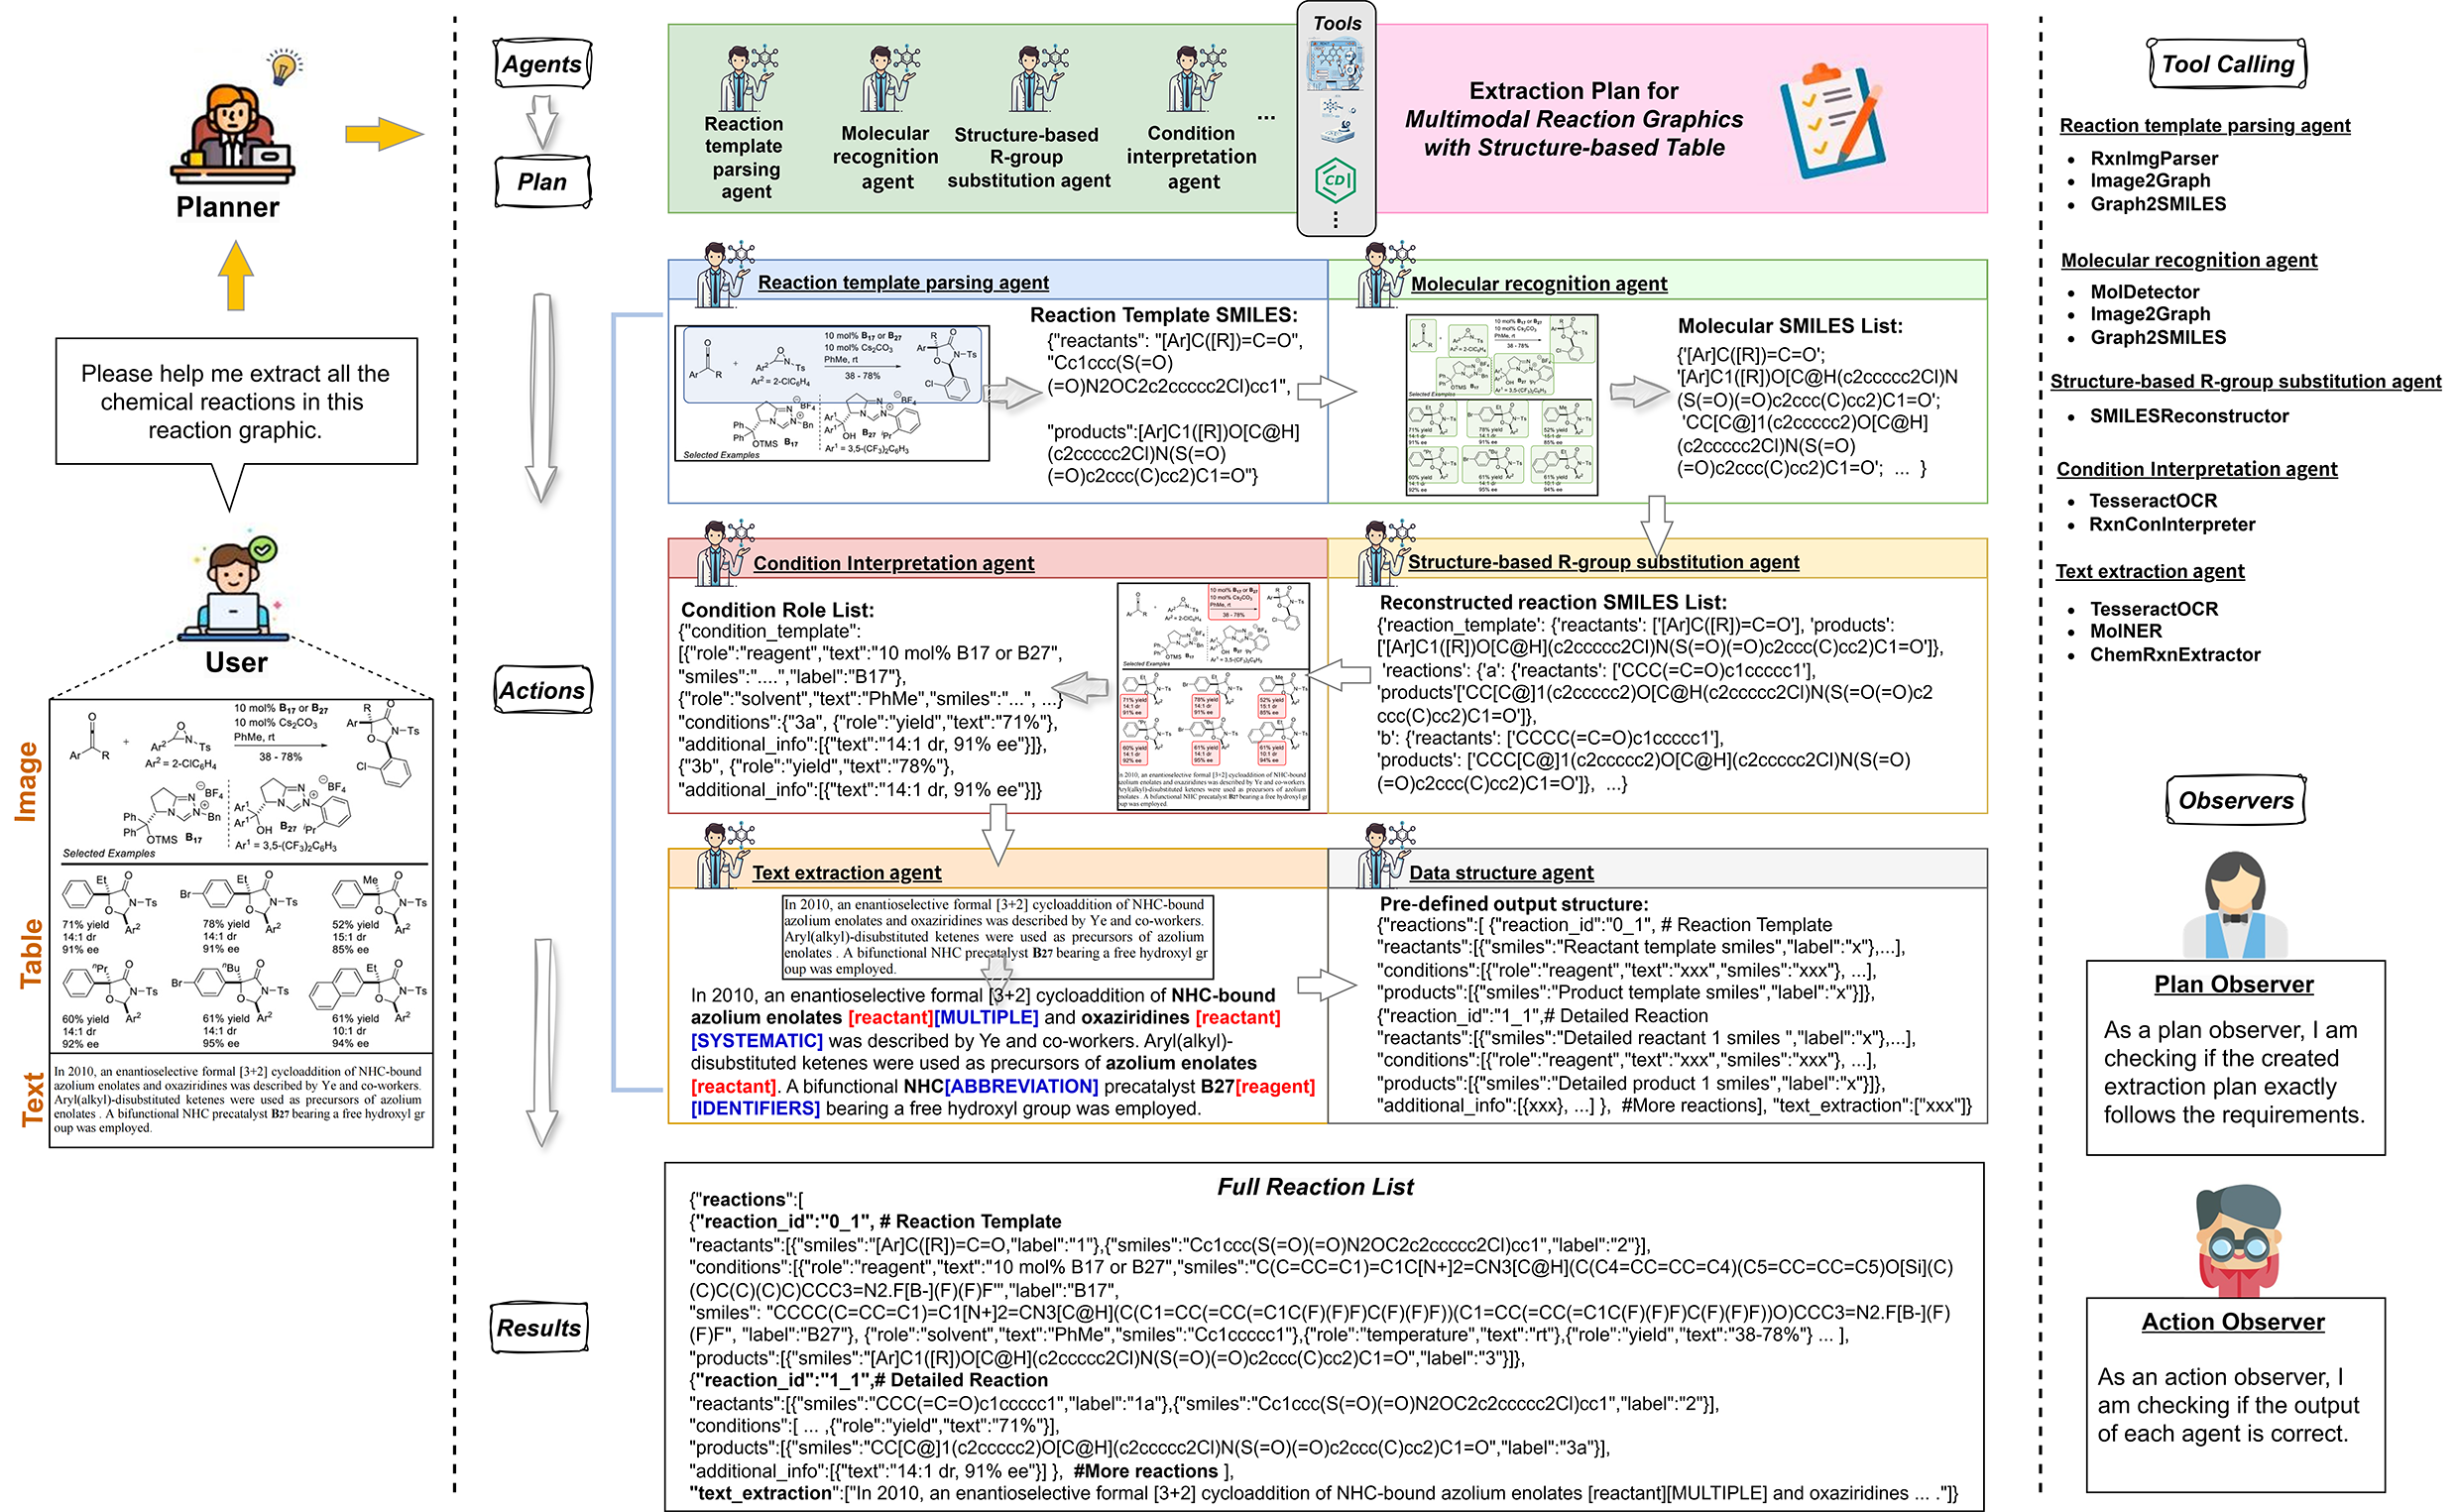 Planner
Please help me extract all the
chemical reactions in this
reaction graphic.
User
Image
Table
Text
Ar
R
+
Ar² Ts
Ar² = 2-ClC₆H₄
10 mol% B₁₇ or B₂₇
10 mol% Cs₂CO₃
PhMe, rt
38 - 78%
Selected Examples
Ph
Ph
OTMS B₁₇
BF₄
Bn
Ar¹
Ar¹
OH B₂₇
ⁱPr
BF₄
Ar¹ = 3,5-(CF₃)₂C₆H₃
71% yield
14:1 dr
91% ee
78% yield
14:1 dr
91% ee
52% yield
15:1 dr
85% ee
60% yield
14:1 dr
92% ee
61% yield
14:1 dr
95% ee
61% yield
10:1 dr
94% ee
In 2010, an enantioselective formal [3+2] cycloaddition of NHC-bound
azolium enolates and oxaziridines was described by Ye and co-workers.
Aryl(alkyl)-disubstituted ketenes were used as precursors of azolium
enolates . A bifunctional NHC precatalyst B27 bearing a free hydroxyl gr
oup was employed.
Agents
Plan
Actions
Results
Reaction
template
parsing
agent
Molecular
recognition
agent
Structure-based
R-group
substitution agent
Condition
interpretation
agent
...
Tools
CD
Extraction Plan for
Multimodal Reaction Graphics
with Structure-based Table
Reaction template parsing agent
Reaction Template SMILES:
{"reactants": "[Ar]C([R])=C=O",
"Cc1ccc(S(=O)
(=O)N2OC2c2ccccc2Cl)cc1",
"products":[Ar]C1([R])O[C@H]
(c2ccccc2Cl)N(S(=O)
(=O)c2ccc(C)cc2)C1=O"}
Molecular recognition agent
Molecular SMILES List:
{'[Ar]C([R])=C=O';
'[Ar]C1([R])O[C@H(c2ccccc2Cl)N
(S(=O)(=O)c2ccc(C)cc2)C1=O';
'CC[C@]1(c2ccccc2)O[C@H]
(c2ccccc2Cl)N(S(=O)
(=O)c2ccc(C)cc2)C1=O'; ... }
Condition Interpretation agent
Condition Role List:
{"condition_template":
[{"role":"reagent","text":"10 mol% B17 or B27",
"smiles":"....","label":"B17"},
{"role":"solvent","text":"PhMe","smiles":"...", ...}
"conditions":{"3a", {"role":"yield","text":"71%"},
"additional_info":[{"text":"14:1 dr, 91% ee"}]},
{"3b", {"role":"yield","text":"78%"},
"additional_info":[{"text":"14:1 dr, 91% ee"}]}
Structure-based R-group substitution agent
Reconstructed reaction SMILES List:
{'reaction_template': {'reactants': ['[Ar]C([R])=C=O'], 'products':
['[Ar]C1([R])O[C@H](c2ccccc2Cl)N(S(=O)(=O)c2ccc(C)cc2)C1=O']},
'reactions': {'a': {'reactants': ['CCC(=C=O)c1ccccc1'],
'products'['CC[C@]1(c2ccccc2)O[C@H(c2ccccc2Cl)N(S(=O(=O)c2
ccc(C)cc2)C1=O']},
'b': {'reactants': ['CCCC(=C=O)c1ccccc1'],
'products': ['CCC[C@]1(c2ccccc2)O[C@H](c2ccccc2Cl)N(S(=O)
(=O)c2ccc(C)cc2)C1=O']}, ...}
Text extraction agent
In 2010, an enantioselective formal [3+2] cycloaddition of NHC-bound
azolium enolates and oxaziridines was described by Ye and co-workers.
Aryl(alkyl)-disubstituted ketenes were used as precursors of azolium
enolates . A bifunctional NHC precatalyst B27 bearing a free hydroxyl gr
oup was employed.
In 2010, an enantioselective formal [3+2] cycloaddition of NHC-bound
azolium enolates [reactant][MULTIPLE] and oxaziridines [reactant]
[SYSTEMATIC] was described by Ye and co-workers. Aryl(alkyl)-
disubstituted ketenes were used as precursors of azolium enolates
[reactant]. A bifunctional NHC[ABBREVIATION] precatalyst B27[reagent]
[IDENTIFIERS] bearing a free hydroxyl group was employed.
Data structure agent
Pre-defined output structure:
{"reactions":[ {"reaction_id":"0_1", # Reaction Template
"reactants":[{"smiles":"Reactant template smiles","label":"x"},...],
"conditions":[{"role":"reagent","text":"xxx","smiles":"xxx"}, ...],
"products":[{"smiles":"Product template smiles","label":"x"}]},
{"reaction_id":"1_1",# Detailed Reaction
"reactants":[{"smiles":"Detailed reactant 1 smiles ","label":"x"},...],
"conditions":[{"role":"reagent","text":"xxx","smiles":"xxx"}, ...],
"products":[{"smiles":"Detailed product 1 smiles","label":"x"}]},
"additional_info":[{xxx}, ...] }, #More reactions], "text_extraction":["xxx"]}
Full Reaction List
{"reactions":[
{"reaction_id":"0_1", # Reaction Template
"reactants":[{"smiles":"[Ar]C([R])=C=O,"label":"1"},{"smiles":"Cc1ccc(S(=O)(=O)N2OC2c2ccccc2Cl)cc1","label":"2"}],
"conditions":[{"role":"reagent","text":"10 mol% B17 or B27","smiles":"C(C=CC=C1)=C1C[N+]2=CN3[C@H](C(C4=CC=CC=C4)(C5=CC=CC=C5)O[Si](C)
(C)C(C)(C)C)CCC3=N2.F[B-](F)(F)F'","label":"B17",
"smiles": "CCCC(C=CC=C1)=C1[N+]2=CN3[C@H](C(C1=CC(=CC(=C1C(F)(F)F)C(F)(F)F))(C1=CC(=CC(=C1C(F)(F)F)C(F)(F)F))O)CCC3=N2.F[B-](F)
(F)F", "label":"B27"}, {"role":"solvent","text":"PhMe","smiles":"Cc1ccccc1"},{"role":"temperature","text":"rt"},{"role":"yield","text":"38-78%"} ... ],
"products":[{"smiles":"[Ar]C1([R])O[C@H](c2ccccc2Cl)N(S(=O)(=O)c2ccc(C)cc2)C1=O","label":"3"}]},
{"reaction_id":"1_1",# Detailed Reaction
"reactants":[{"smiles":"CCC(=C=O)c1ccccc1","label":"1a"},{"smiles":"Cc1ccc(S(=O)(=O)N2OC2c2ccccc2Cl)cc1","label":"2"}],
"conditions":[ ... ,{"role":"yield","text":"71%"}],
"products":[{"smiles":"CC[C@]1(c2ccccc2)O[C@H](c2ccccc2Cl)N(S(=O)(=O)c2ccc(C)cc2)C1=O","label":"3a"}],
"additional_info":[{"text":"14:1 dr, 91% ee"}] }, #More reactions ],
"text_extraction":["In 2010, an enantioselective formal [3+2] cycloaddition of NHC-bound azolium enolates [reactant][MULTIPLE] and oxaziridines ... ."]}
Tool Calling
Reaction template parsing agent
• RxnImgParser
• Image2Graph
• Graph2SMILES
Molecular recognition agent
• MolDetector
• Image2Graph
• Graph2SMILES
Structure-based R-group substitution agent
• SMILESReconstructor
Condition Interpretation agent
• TesseractOCR
• RxnConInterpreter
Text extraction agent
• TesseractOCR
• MolNER
• ChemRxnExtractor
Observers
Plan Observer
As a plan observer, I am
checking if the created
extraction plan exactly
follows the requirements.
Action Observer
As an action observer, I
am checking if the output
of each agent is correct.